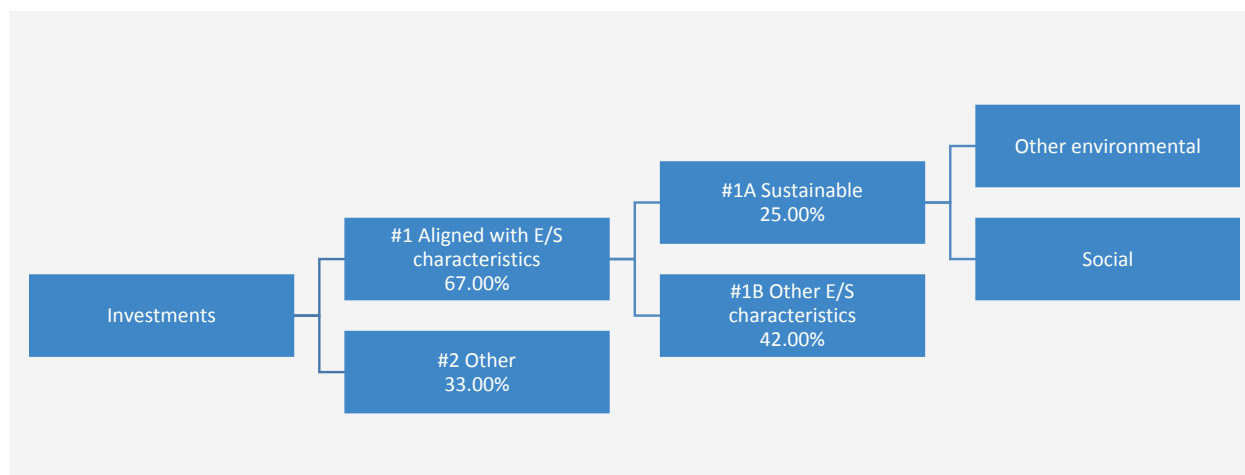 Investments
#1 Aligned with E/S
characteristics
67.00%
#2 Other
33.00%
#1A Sustainable
25.00%
#1B Other E/S
characteristics
42.00%
Other environmental
Social